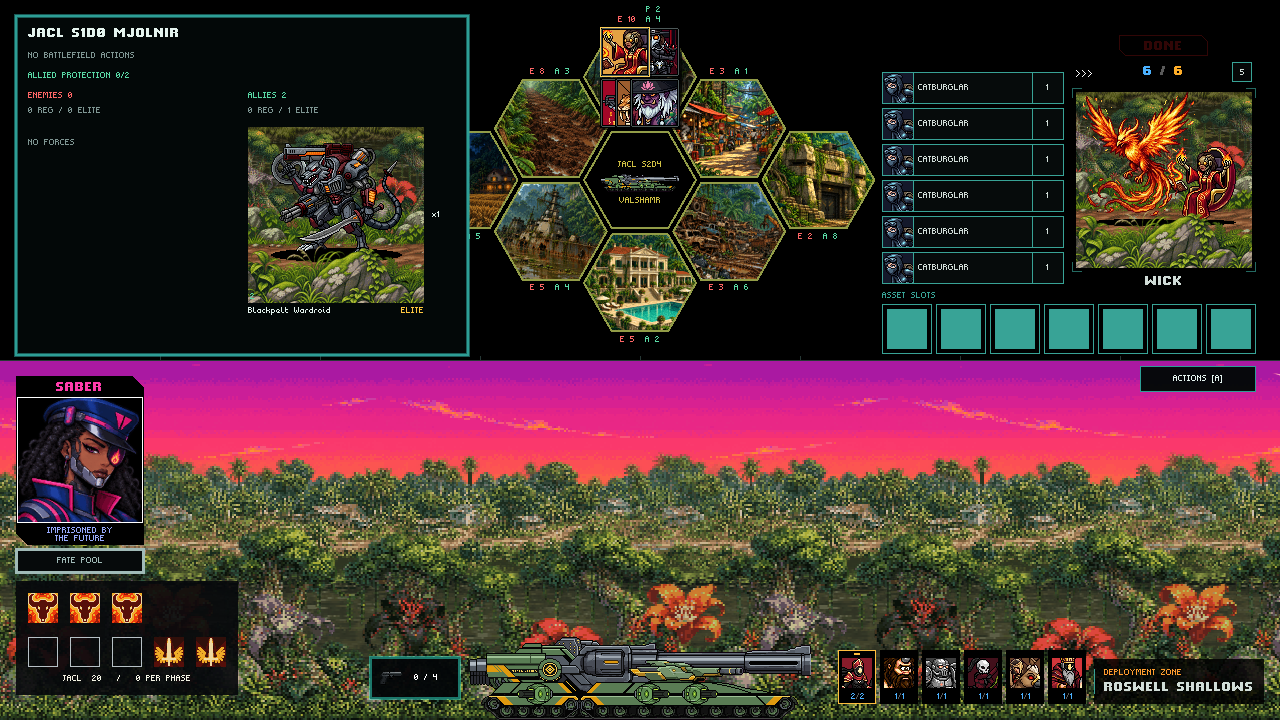 JACL S1D0 MJOLNIR
NO BATTLEFIELD ACTIONS
ALLIED PROTECTION 0/2
ENEMIES 0
ALLIES 2
0 REG / 0 ELITE
0 REG / 1 ELITE
NO FORCES
x1
Blackpelt Wardroid
ELITE
P 2
E 10 A 4
E 8 A 3
E 3 A 1
JACL S2D4
VALSHAMR
5
E 2 A 8
E 5 A 4
E 3 A 6
E 5 A 2
DONE
>>>
6 / 6
5
CATBURGLAR 1
CATBURGLAR 1
CATBURGLAR 1
CATBURGLAR 1
CATBURGLAR 1
CATBURGLAR 1
WICK
ASSET SLOTS
ACTIONS [A]
SABER
IMPRISONED BY
THE FUTURE
FATE POOL
JACL 20 / 0 PER PHASE
0 / 4
2/2
1/1
1/1
1/1
1/1
1/1
DEPLOYMENT ZONE
ROSWELL SHALLOWS